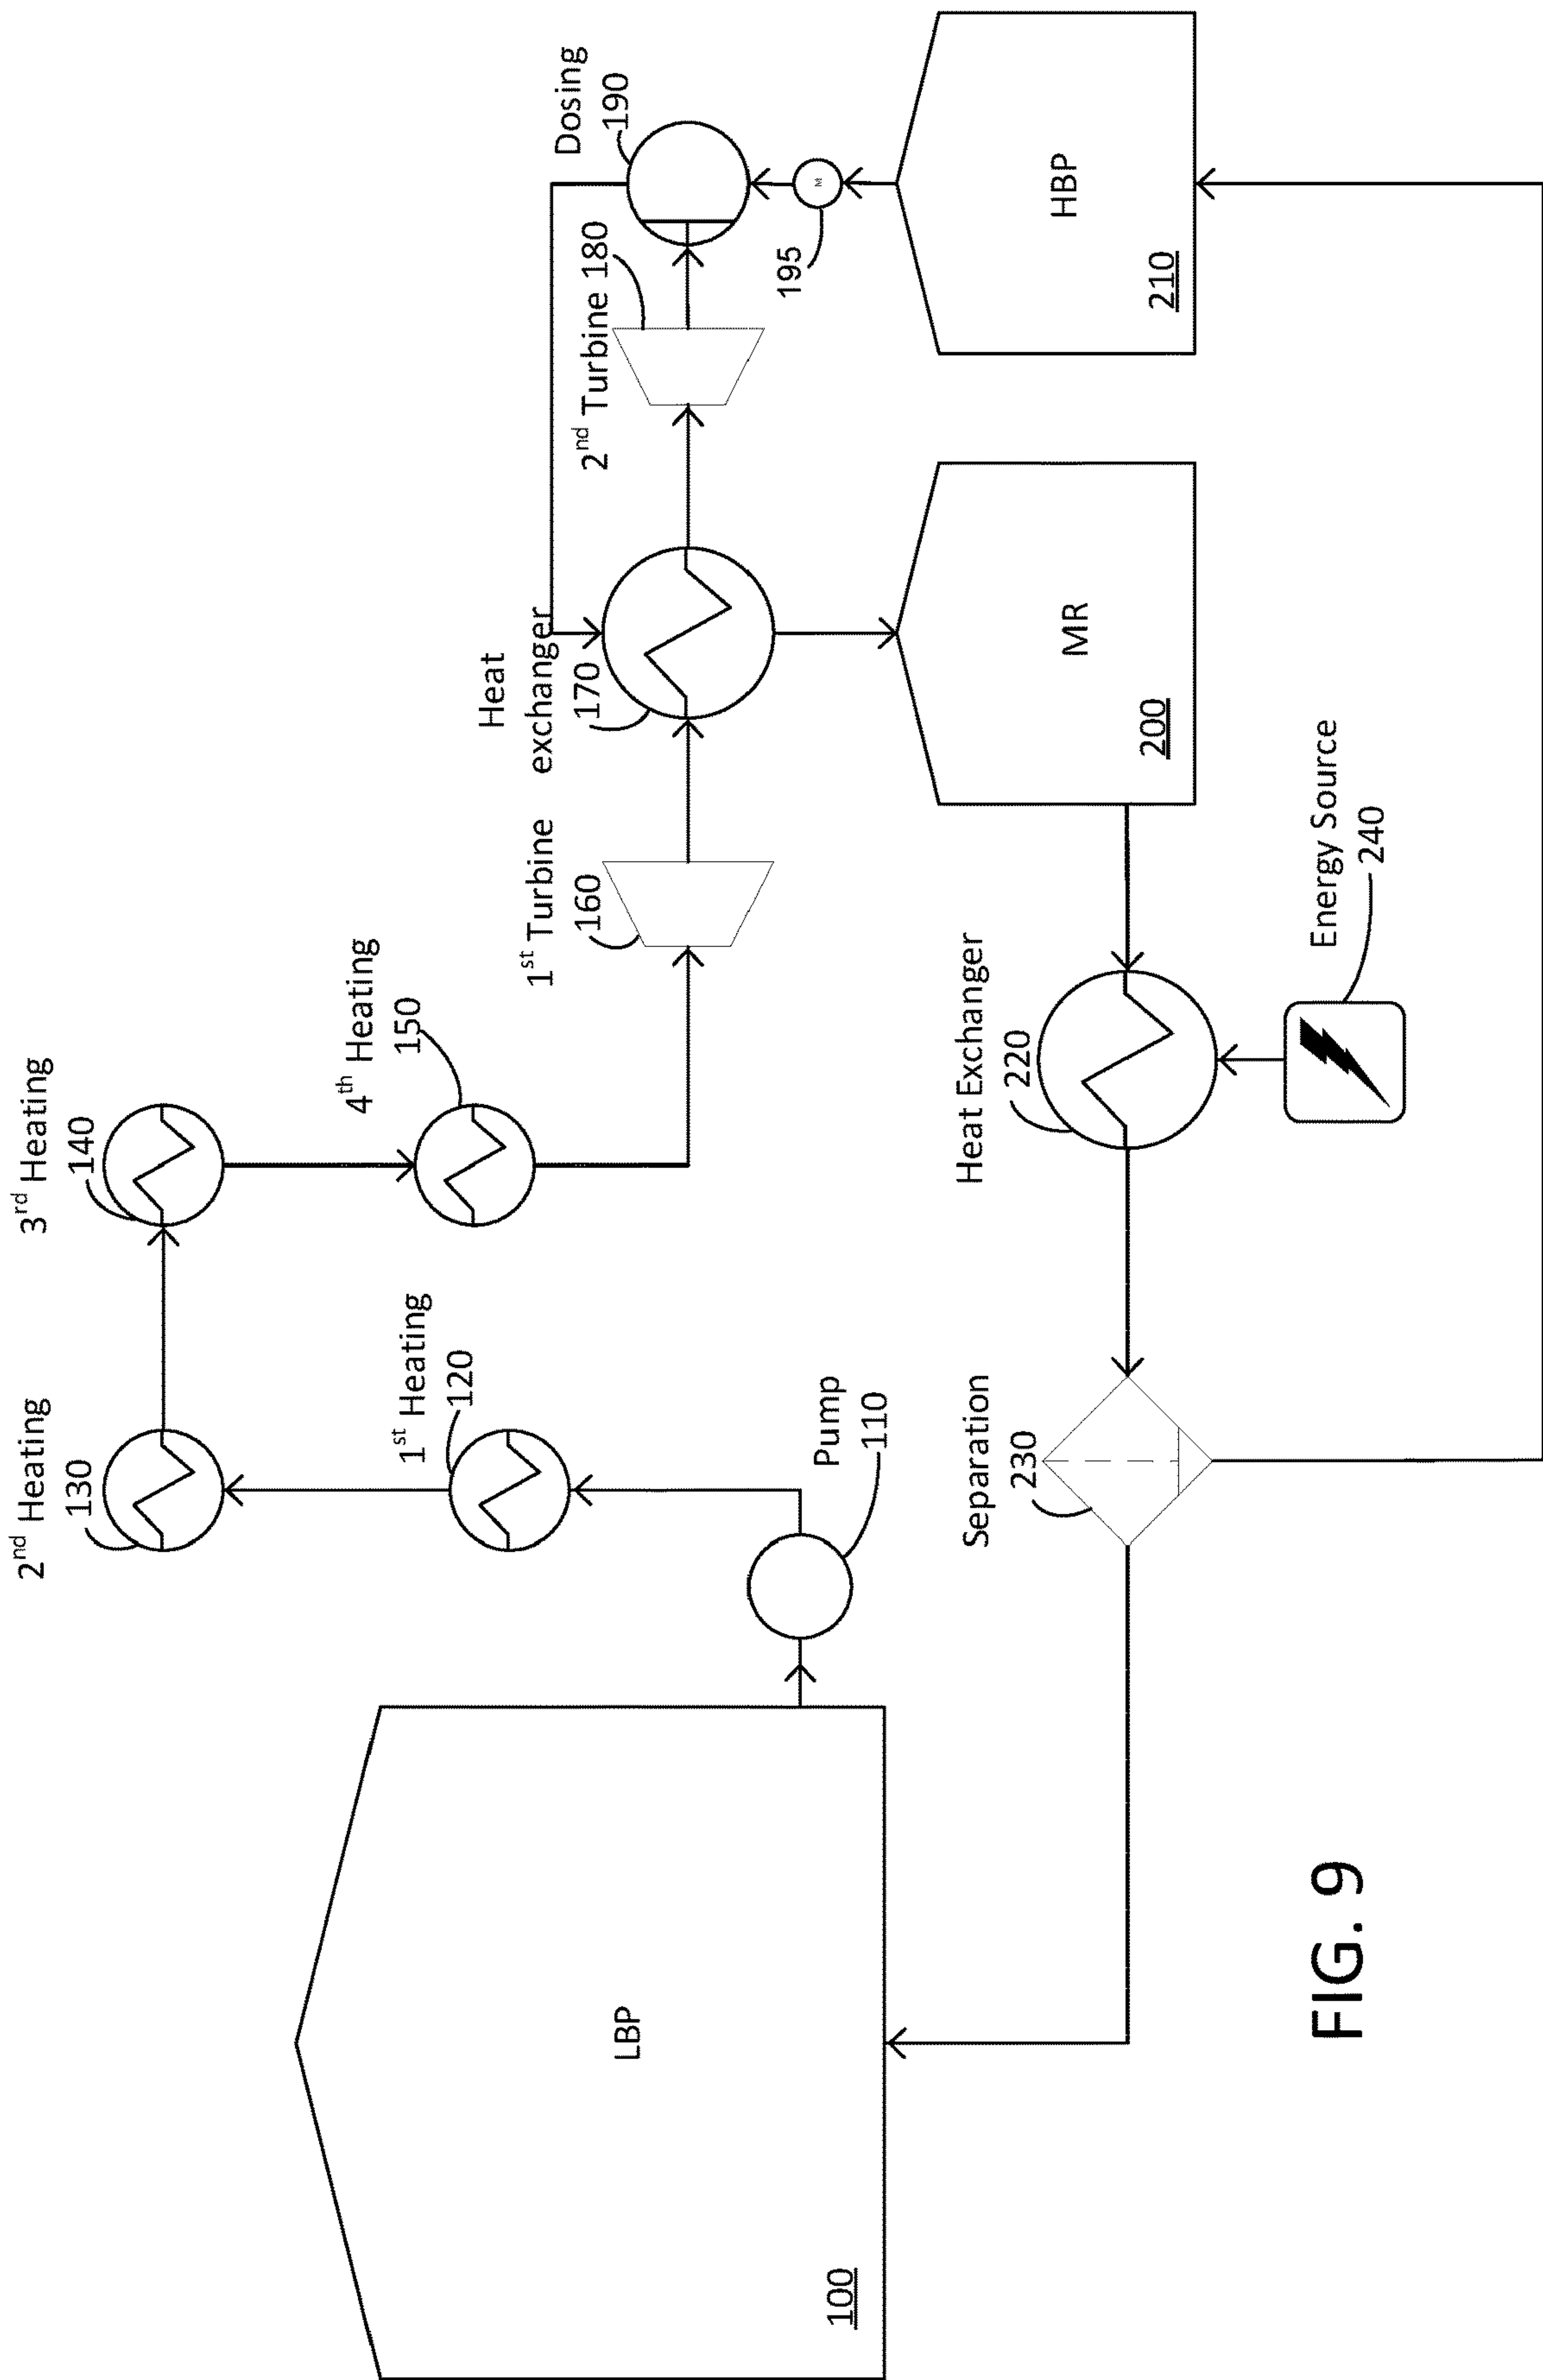 2nd Heating
130
3rd Heating
140
1st Heating
120
4th Heating
150
Pump
110
1st Turbine
160
Heat
exchanger
170
2nd Turbine 180
Dosing
190
195
M
LBP
100
Separation
230
Heat Exchanger
220
Energy Source
240
MR
200
HBP
210
FIG. 9